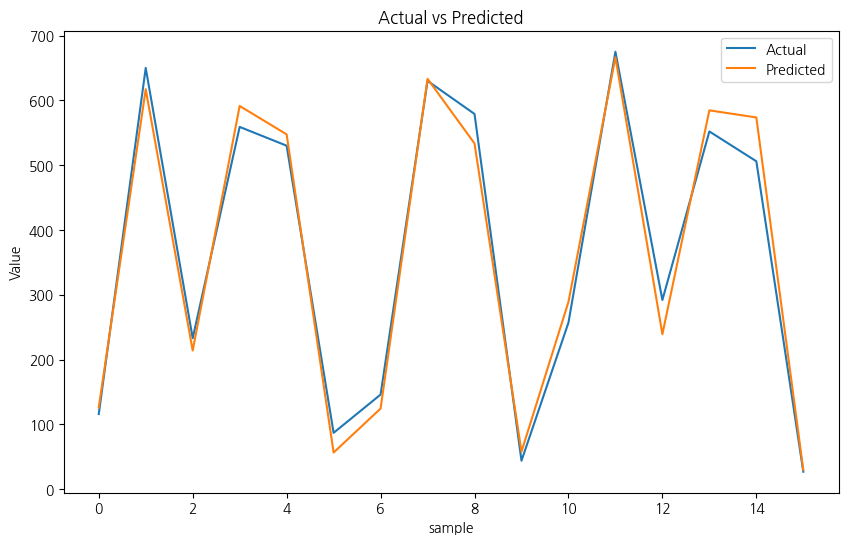 Actual vs Predicted
700
600
500
400
300
200
100
0
Value
Actual
Predicted
0 2 4 6 8 10 12 14
sample